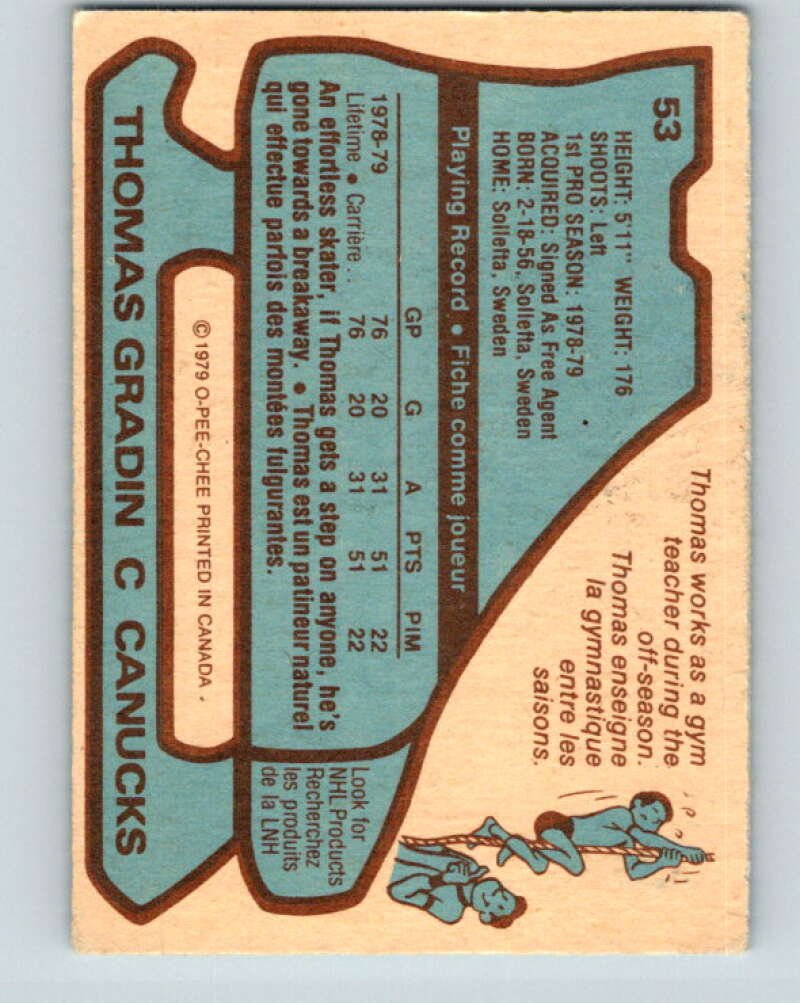 53
HEIGHT: 5'11" WEIGHT: 176
SHOOTS: Left
1st PRO SEASON: 1978-79
ACQUIRED: Signed As Free Agent
BORN: 2-18-56, Sollefta, Sweden
HOME: Sollefta, Sweden
Thomas works as a gym
teacher during the
off-season.
Thomas enseigne
la gymnastique
entre les
saisons.
Playing Record • Fiche comme joueur
GP G A PTS PIM
1978-79 76 20 31 51 22
Lifetime • Carrière . . 76 20 31 51 22
An effortless skater, if Thomas gets a step on anyone, he's
gone towards a breakaway. • Thomas est un patineur naturel
qui effectue parfois des montées fulgurantes.
Look for
NHL Products
Recherchez
les produits
de la LNH
© 1979 O-PEE-CHEE PRINTED IN CANADA .
THOMAS GRADIN C CANUCKS